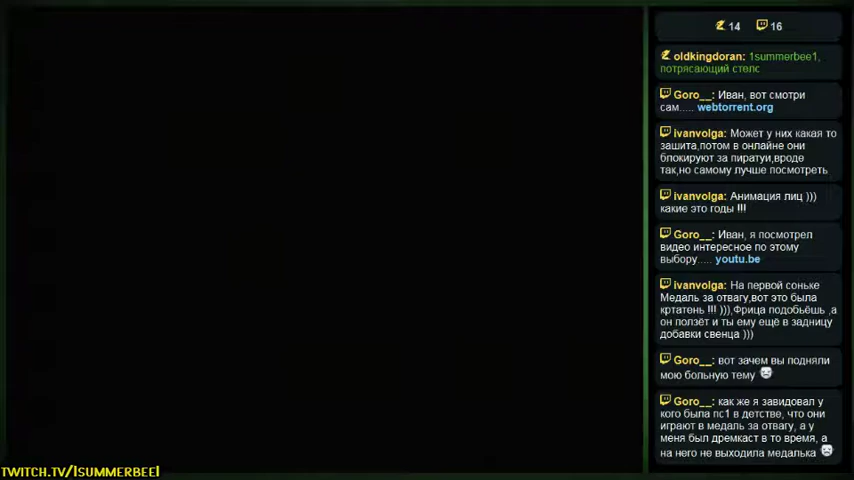 14 16
oldkingdoran: 1summerbee1,
потрясающий стелс
Goro__: Иван, вот смотри
сам..... webtorrent.org
ivanvolga: Может у них какая то
зашита,потом в онлайне они
блокируют за пиратуи,вроде
так,но самому лучше посмотреть
ivanvolga: Анимация лиц )))
какие это годы !!!
Goro__: Иван, я посмотрел
видео интересное по этому
выбору..... youtu.be
ivanvolga: На первой соньке
Медаль за отвагу,вот это была
кртатень !!! ))),Фрица подобьёшь ,а
он ползёт и ты ему ещё в задницу
добавки свенца )))
Goro__: вот зачем вы подняли
мою больную тему
Goro__: как же я завидовал у
кого была пс1 в детстве, что они
играют в медаль за отвагу, а у
меня был дремкаст в то время, а
на него не выходила медалька
TWITCH.TV/1SUMMERBEE1